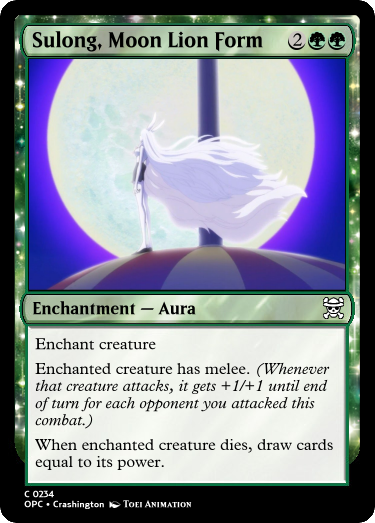 Sulong, Moon Lion Form 2
Enchantment — Aura
Enchant creature
Enchanted creature has melee. (Whenever
that creature attacks, it gets +1/+1 until end
of turn for each opponent you attacked this
combat.)
When enchanted creature dies, draw cards
equal to its power.
C 0234
OPC • Crashington TOEI ANIMATION